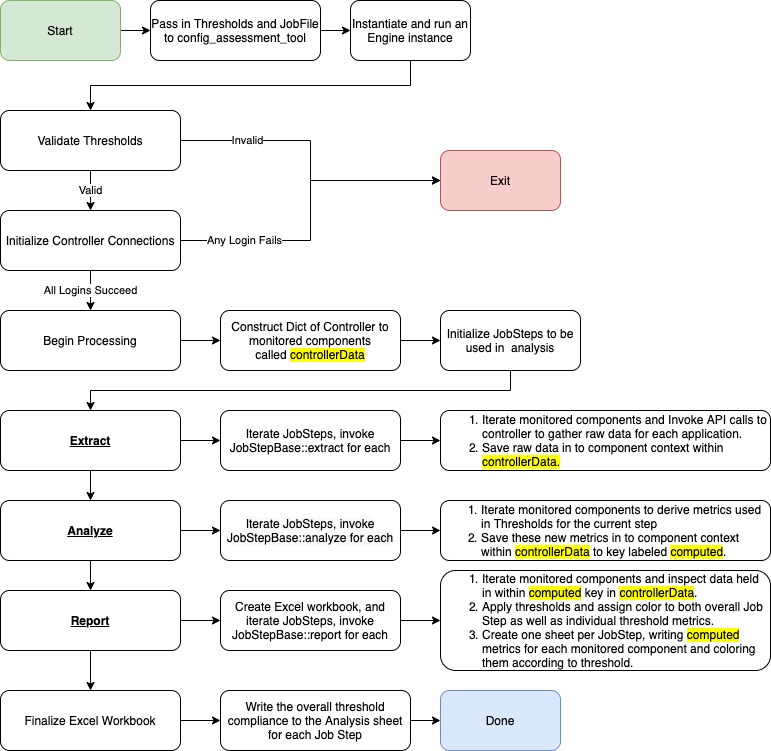 Start
Pass in Thresholds and JobFile
to config_assessment_tool
Instantiate and run an
Engine instance
Validate Thresholds
Invalid
Exit
Valid
Initialize Controller Connections
Any Login Fails
All Logins Succeed
Begin Processing
Construct Dict of Controller to
monitored components
called controllerData
Initialize JobSteps to be
used in analysis
Extract
Iterate JobSteps, invoke
JobStepBase::extract for each
1. Iterate monitored components and Invoke API calls to
controller to gather raw data for each application.
2. Save raw data in to component context within
controllerData.
Analyze
Iterate JobSteps, invoke
JobStepBase::analyze for each
1. Iterate monitored components to derive metrics used
in Thresholds for the current step
2. Save these new metrics in to component context
within controllerData to key labeled computed.
Report
Create Excel workbook, and
iterate JobSteps, invoke
JobStepBase::report for each
1. Iterate monitored components and inspect data held
in within computed key in controllerData.
2. Apply thresholds and assign color to both overall Job
Step as well as individual threshold metrics.
3. Create one sheet per JobStep, writing computed
metrics for each monitored component and coloring
them according to threshold.
Finalize Excel Workbook
Write the overall threshold
compliance to the Analysis sheet
for each Job Step
Done